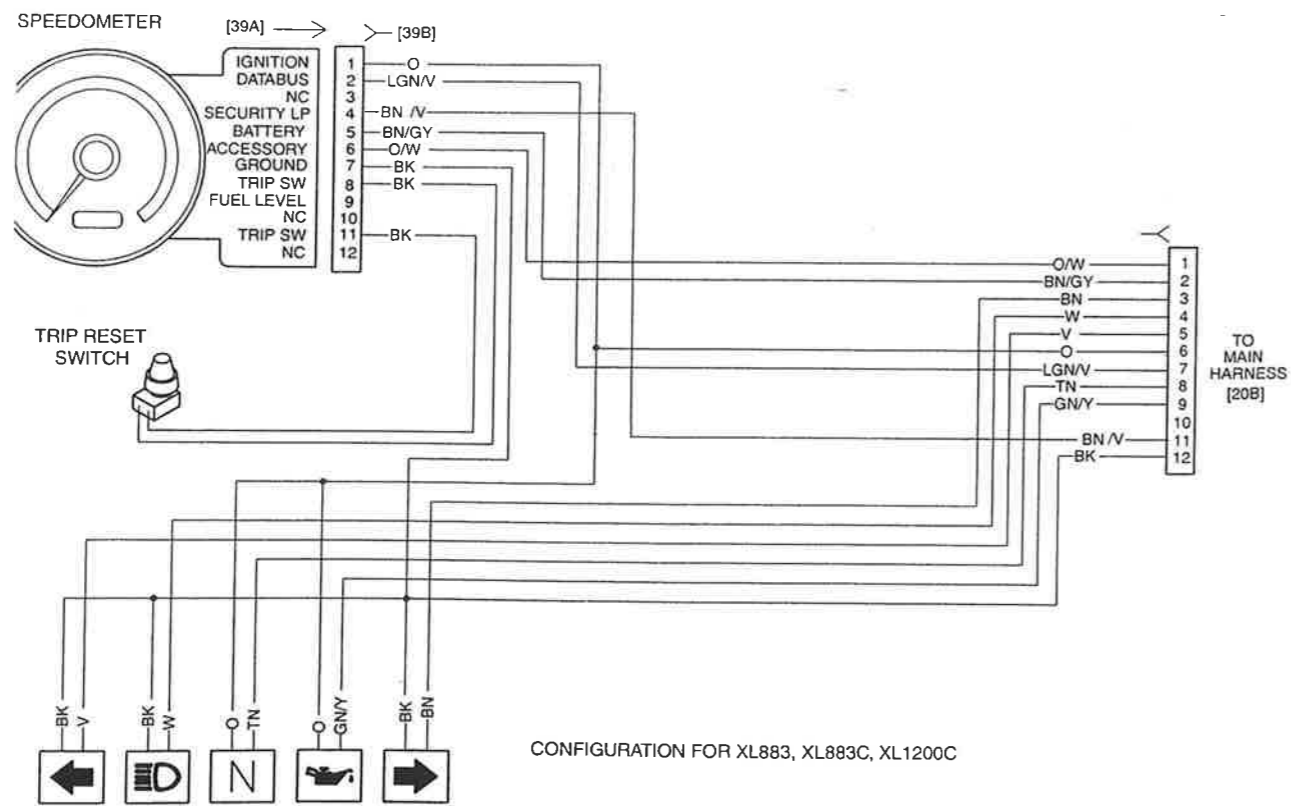 SPEEDOMETER
[39A]
[39B]
IGNITION 1 O
DATABUS 2 LGN/V
NC 3
SECURITY LP 4 BN /V
BATTERY 5 BN/GY
ACCESSORY 6 O/W
GROUND 7 BK
TRIP SW 8 BK
FUEL LEVEL 9
NC 10
TRIP SW 11 BK
NC 12
O/W 1
BN/GY 2
BN 3
W 4
V 5
O 6
LGN/V 7
TN 8
GN/Y 9
10
BN /V 11
BK 12
TO
MAIN
HARNESS
[20B]
TRIP RESET
SWITCH
BK V BK W O TN O GN/Y BK BN
N
CONFIGURATION FOR XL883, XL883C, XL1200C